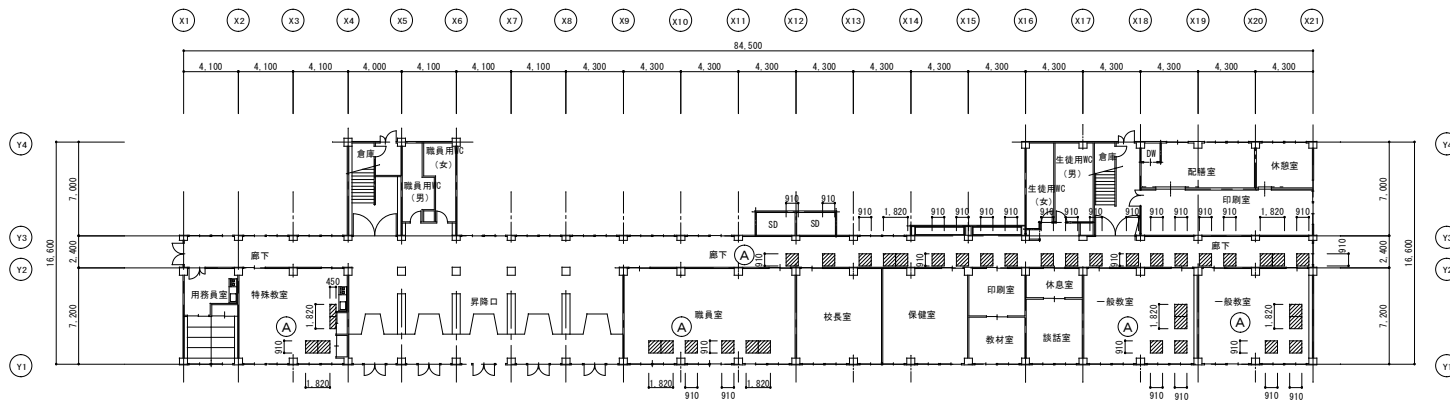 X1 X2 X3 X4 X5 X6 X7 X8 X9 X10 X11 X12 X13 X14 X15 X16 X17 X18 X19 X20 X21
84,500
4,100 4,100 4,100 4,000 4,100 4,100 4,100 4,300 4,300 4,300 4,300 4,300 4,300 4,300 4,300 4,300 4,300 4,300 4,300 4,300
Y4 Y4
倉庫 職員用WC
(女)
職員用WC
(男)
生徒用WC
(男)
倉庫 DW 配膳室 休憩室
生徒用WC
(女)
印刷室
7,000 7,000
910 910 SD SD
910 1,820 910 910 910 910 910 910 910 910 910 910 910 1,820 910
Y3 Y3
16,600 2,400 廊下 廊下 A 910 910 910 910 廊下 910 2,400 16,600
Y2 Y2
用務員室 特殊教室 450 昇降口 職員室 校長室 保健室 印刷室 休息室 一般教室 一般教室
教材室 談話室
7,200 1,820 A 910 A 910 A 1,820 910 A 1,820 910 7,200
Y1 Y1
1,820 1,820 910 910 1,820 910 910 910 910